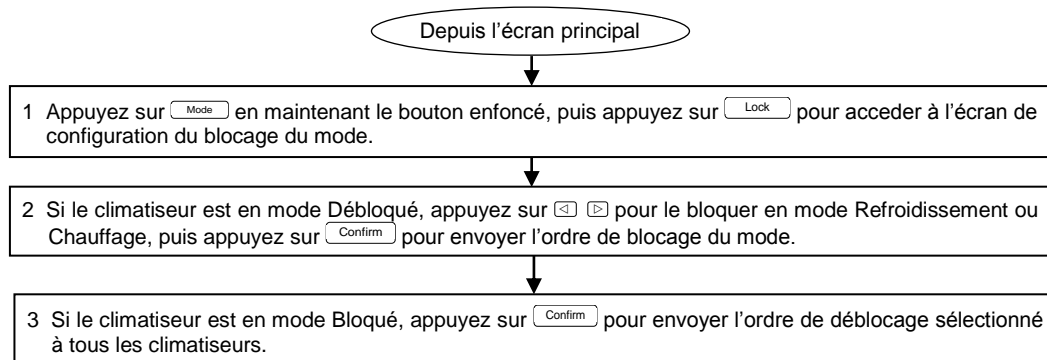 Depuis l'écran principal
1 Appuyez sur Mode en maintenant le bouton enfoncé, puis appuyez sur Lock pour acceder à l'écran de
configuration du blocage du mode.
2 Si le climatiseur est en mode Débloqué, appuyez sur ◁ ▷ pour le bloquer en mode Refroidissement ou
Chauffage, puis appuyez sur Confirm pour envoyer l'ordre de blocage du mode.
3 Si le climatiseur est en mode Bloqué, appuyez sur Confirm pour envoyer l'ordre de déblocage sélectionné
à tous les climatiseurs.